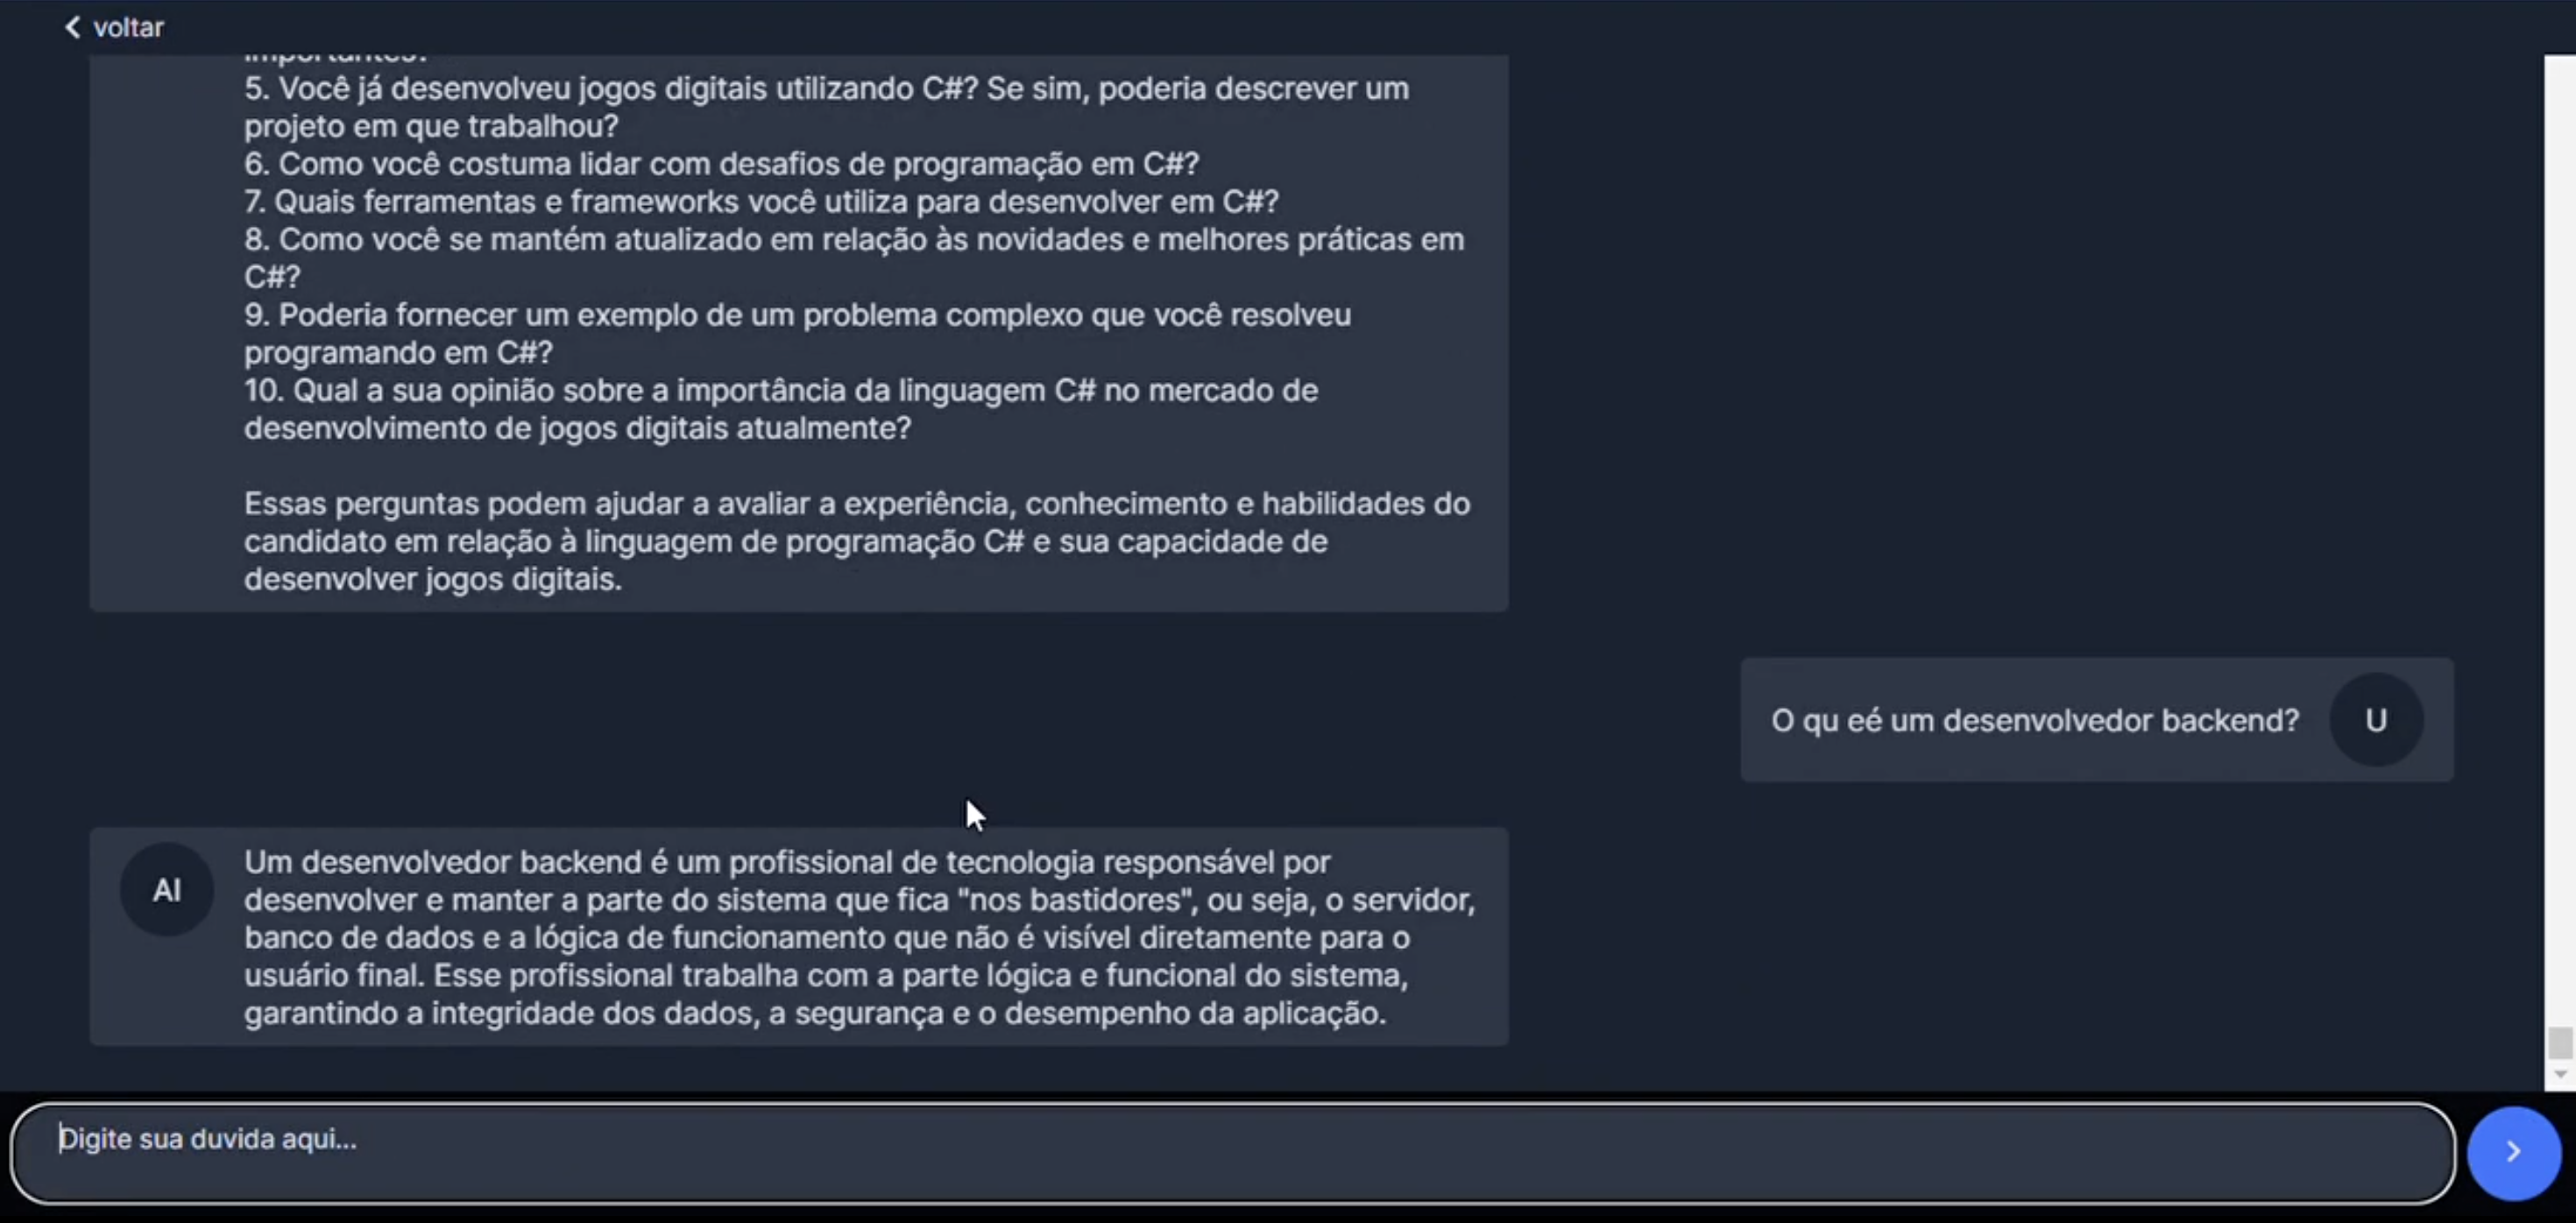 voltar
importantes?
5. Você já desenvolveu jogos digitais utilizando C#? Se sim, poderia descrever um
projeto em que trabalhou?
6. Como você costuma lidar com desafios de programação em C#?
7. Quais ferramentas e frameworks você utiliza para desenvolver em C#?
8. Como você se mantém atualizado em relação às novidades e melhores práticas em
C#?
9. Poderia fornecer um exemplo de um problema complexo que você resolveu
programando em C#?
10. Qual a sua opinião sobre a importância da linguagem C# no mercado de
desenvolvimento de jogos digitais atualmente?
Essas perguntas podem ajudar a avaliar a experiência, conhecimento e habilidades do
candidato em relação à linguagem de programação C# e sua capacidade de
desenvolver jogos digitais.
O qu eé um desenvolvedor backend?
U
AI
Um desenvolvedor backend é um profissional de tecnologia responsável por
desenvolver e manter a parte do sistema que fica "nos bastidores", ou seja, o servidor,
banco de dados e a lógica de funcionamento que não é visível diretamente para o
usuário final. Esse profissional trabalha com a parte lógica e funcional do sistema,
garantindo a integridade dos dados, a segurança e o desempenho da aplicação.
Digite sua duvida aqui...